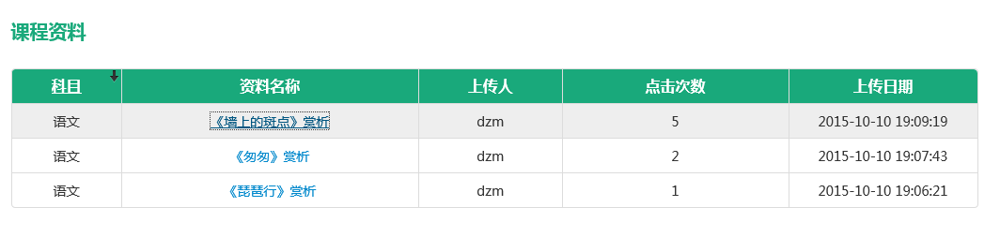 课程资料
科目 资料名称 上传人 点击次数 上传日期
语文 《墙上的斑点》赏析 dzm 5 2015-10-10 19:09:19
语文 《匆匆》赏析 dzm 2 2015-10-10 19:07:43
语文 《琵琶行》赏析 dzm 1 2015-10-10 19:06:21